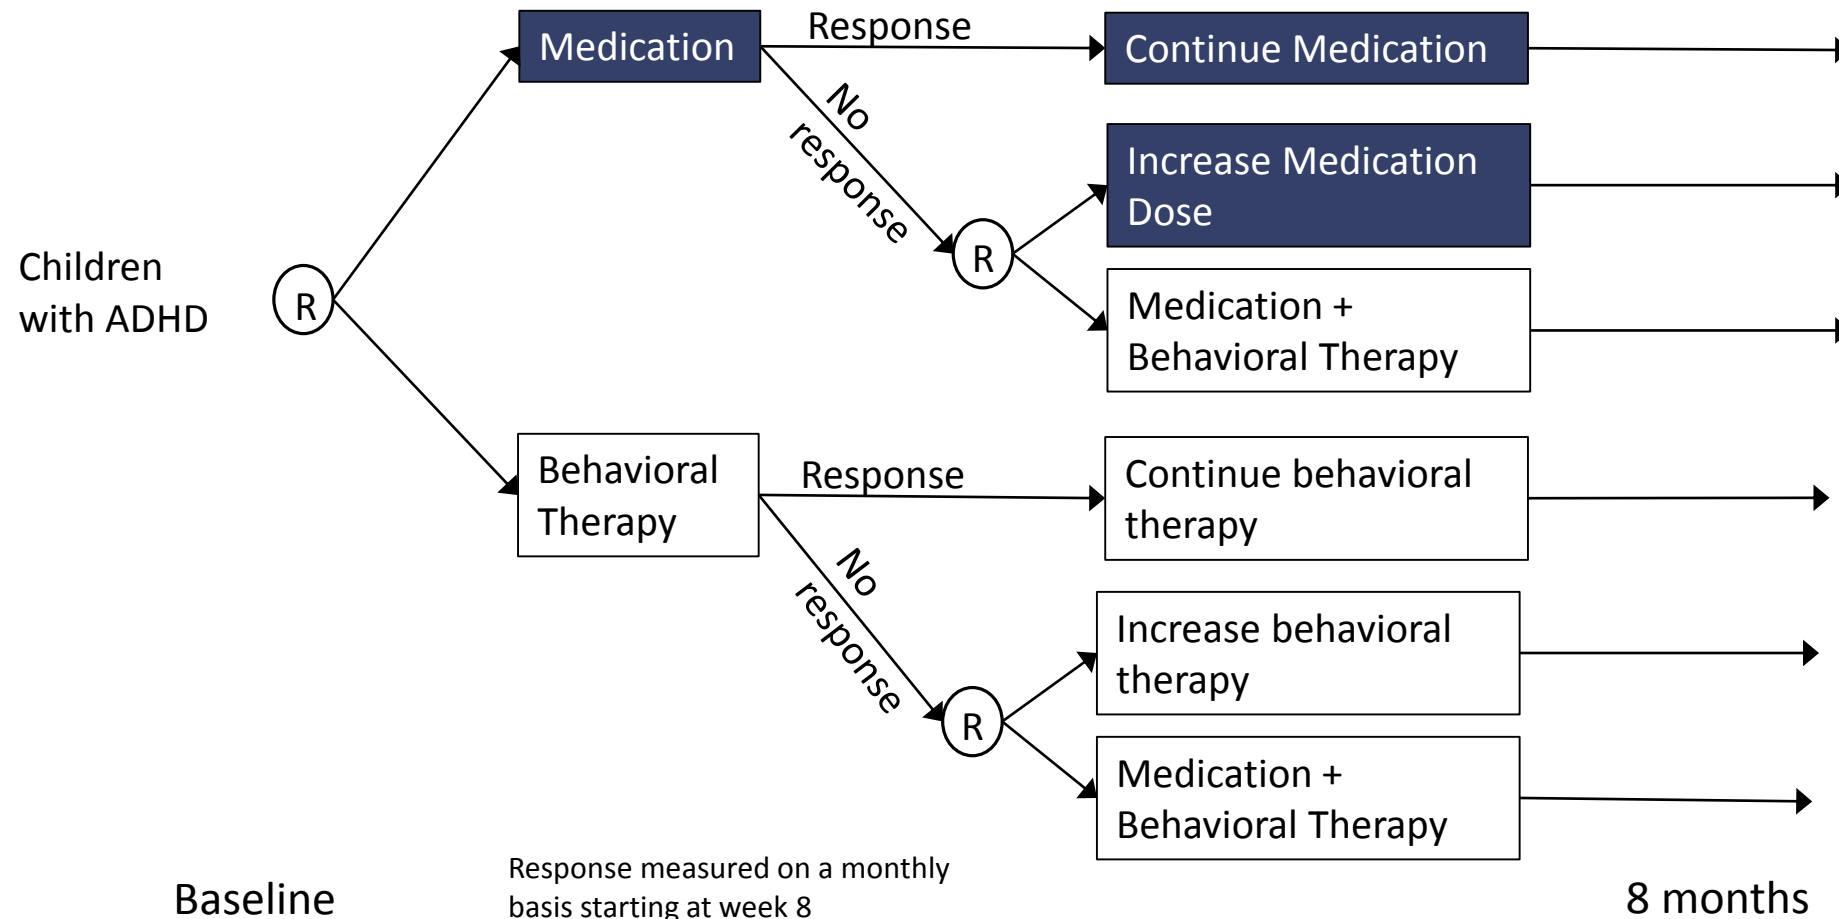 Medication
Response
Continue Medication
No
response
Increase Medication
Dose
R
Medication +
Behavioral Therapy
Children
with ADHD
R
Behavioral
Therapy
Response
Continue behavioral
therapy
No
response
Increase behavioral
therapy
R
Medication +
Behavioral Therapy
Baseline
Response measured on a monthly
basis starting at week 8
8 months